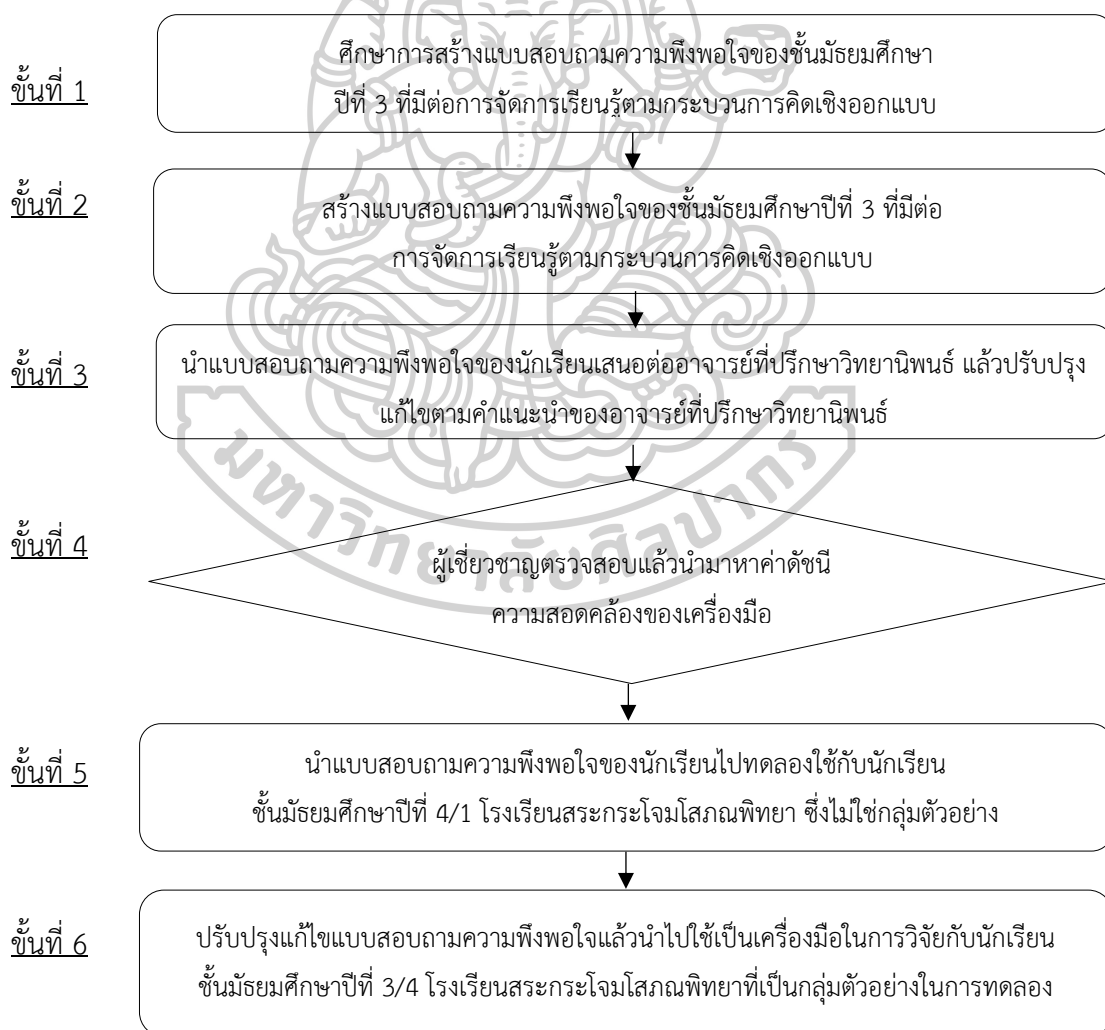 ขั้นที่ 1
ศึกษาการสร้างแบบสอบถามความพึงพอใจของชั้นมัธยมศึกษา
ปีที่ 3 ที่มีต่อการจัดการเรียนรู้ตามกระบวนการคิดเชิงออกแบบ
ขั้นที่ 2
สร้างแบบสอบถามความพึงพอใจของชั้นมัธยมศึกษาปีที่ 3 ที่มีต่อ
การจัดการเรียนรู้ตามกระบวนการคิดเชิงออกแบบ
ขั้นที่ 3
นำแบบสอบถามความพึงพอใจของนักเรียนเสนอต่ออาจารย์ที่ปรึกษาวิทยานิพนธ์ แล้วปรับปรุง
แก้ไขตามคำแนะนำของอาจารย์ที่ปรึกษาวิทยานิพนธ์
มหาวิทยาลัยศิลปากร
ขั้นที่ 4
ผู้เชี่ยวชาญตรวจสอบแล้วนำมาหาค่าดัชนี
ความสอดคล้องของเครื่องมือ
ขั้นที่ 5
นำแบบสอบถามความพึงพอใจของนักเรียนไปทดลองใช้กับนักเรียน
ชั้นมัธยมศึกษาปีที่ 4/1 โรงเรียนสระกระโจมโสภณพิทยา ซึ่งไม่ใช่กลุ่มตัวอย่าง
ขั้นที่ 6
ปรับปรุงแก้ไขแบบสอบถามความพึงพอใจแล้วนำไปใช้เป็นเครื่องมือในการวิจัยกับนักเรียน
ชั้นมัธยมศึกษาปีที่ 3/4 โรงเรียนสระกระโจมโสภณพิทยาที่เป็นกลุ่มตัวอย่างในการทดลอง